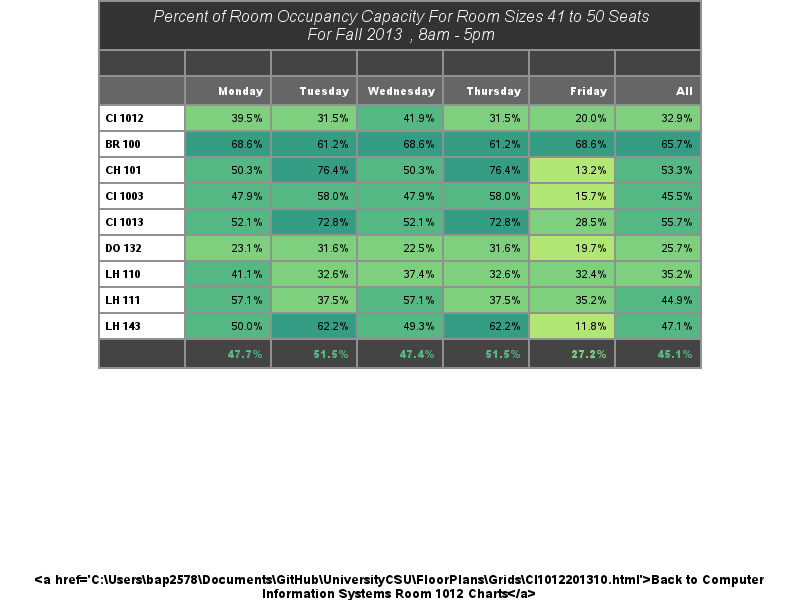 Percent of Room Occupancy Capacity For Room Sizes 41 to 50 Seats
For Fall 2013 , 8am - 5pm
Monday Tuesday Wednesday Thursday Friday All
CI 1012 39.5% 31.5% 41.9% 31.5% 20.0% 32.9%
BR 100 68.6% 61.2% 68.6% 61.2% 68.6% 65.7%
CH 101 50.3% 76.4% 50.3% 76.4% 13.2% 53.3%
CI 1003 47.9% 58.0% 47.9% 58.0% 15.7% 45.5%
CI 1013 52.1% 72.8% 52.1% 72.8% 28.5% 55.7%
DO 132 23.1% 31.6% 22.5% 31.6% 19.7% 25.7%
LH 110 41.1% 32.6% 37.4% 32.6% 32.4% 35.2%
LH 111 57.1% 37.5% 57.1% 37.5% 35.2% 44.9%
LH 143 50.0% 62.2% 49.3% 62.2% 11.8% 47.1%
47.7% 51.5% 47.4% 51.5% 27.2% 45.1%
<a href='C:\Users\bap2578\Documents\GitHub\UniversityCSU\FloorPlans\Grids\CI1012201310.html'>Back to Computer
Information Systems Room 1012 Charts</a>